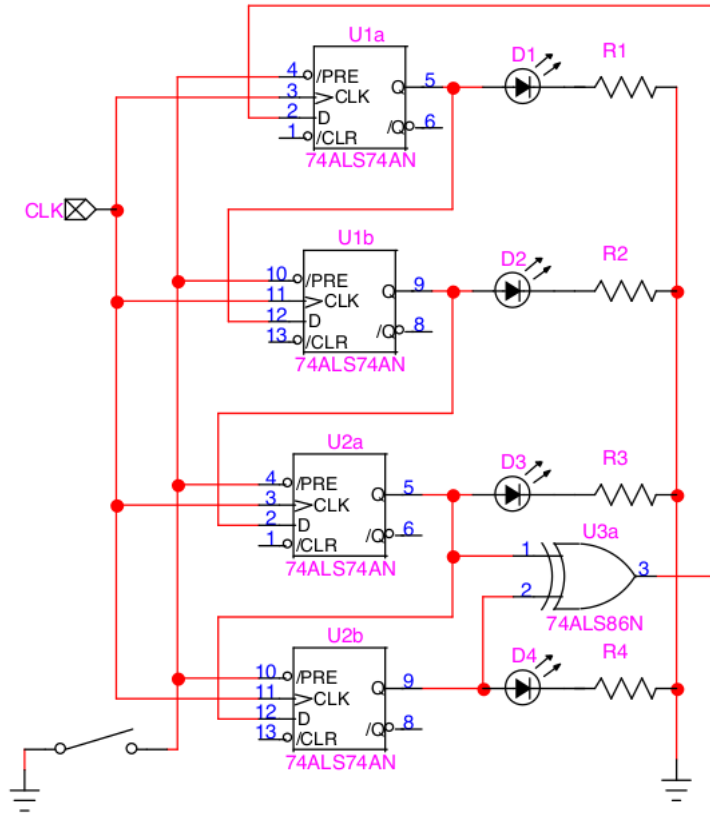 U1a
4 /PRE Q 5
3 CLK
2 D
1 /CLR /Q 6
74ALS74AN
D1
R1
CLK
U1b
10 /PRE Q 9
11 CLK
12 D
13 /CLR /Q 8
74ALS74AN
D2
R2
U2a
4 /PRE Q 5
3 CLK
2 D
1 /CLR /Q 6
74ALS74AN
D3
R3
U3a
1
2
3
74ALS86N
U2b
10 /PRE Q 9
11 CLK
12 D
13 /CLR /Q 8
74ALS74AN
D4
R4